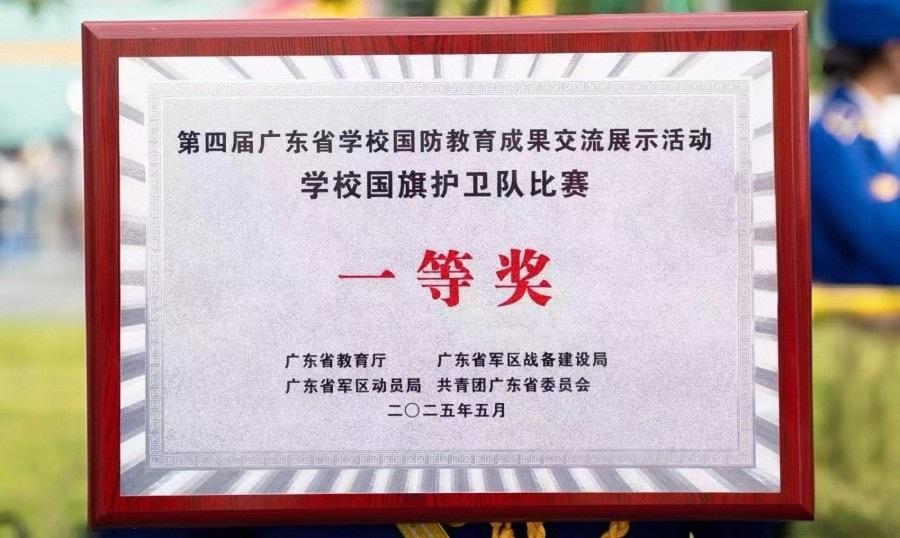 第四届广东省学校国防教育成果交流展示活动
学校国旗护卫队比赛
一等奖
广东省教育厅 广东省军区战备建设局
广东省军区动员局 共青团广东省委员会
二〇二五年五月